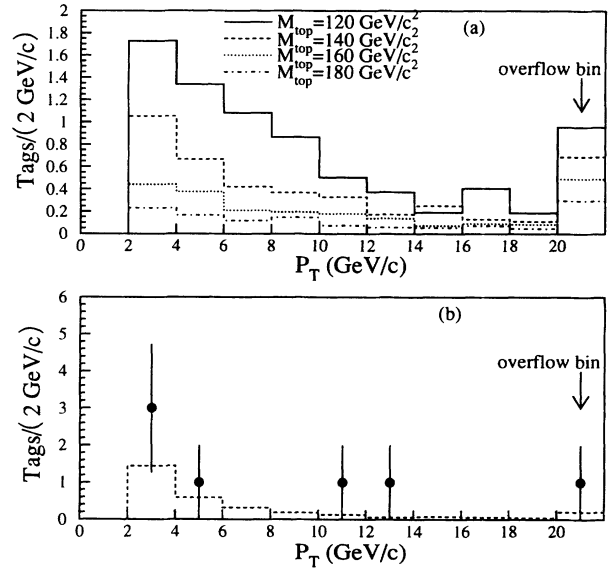 (a)
M_top=120 GeV/c²
M_top=140 GeV/c²
M_top=160 GeV/c²
M_top=180 GeV/c²
overflow bin
Tags/( 2 GeV/c)
2
1.8
1.6
1.4
1.2
1
0.8
0.6
0.4
0.2
0
0 2 4 6 8 10 12 14 16 18 20
P_T (GeV/c)
(b)
overflow bin
Tags/( 2 GeV/c)
6
5
4
3
2
1
0
0 2 4 6 8 10 12 14 16 18 20
P_T (GeV/c)